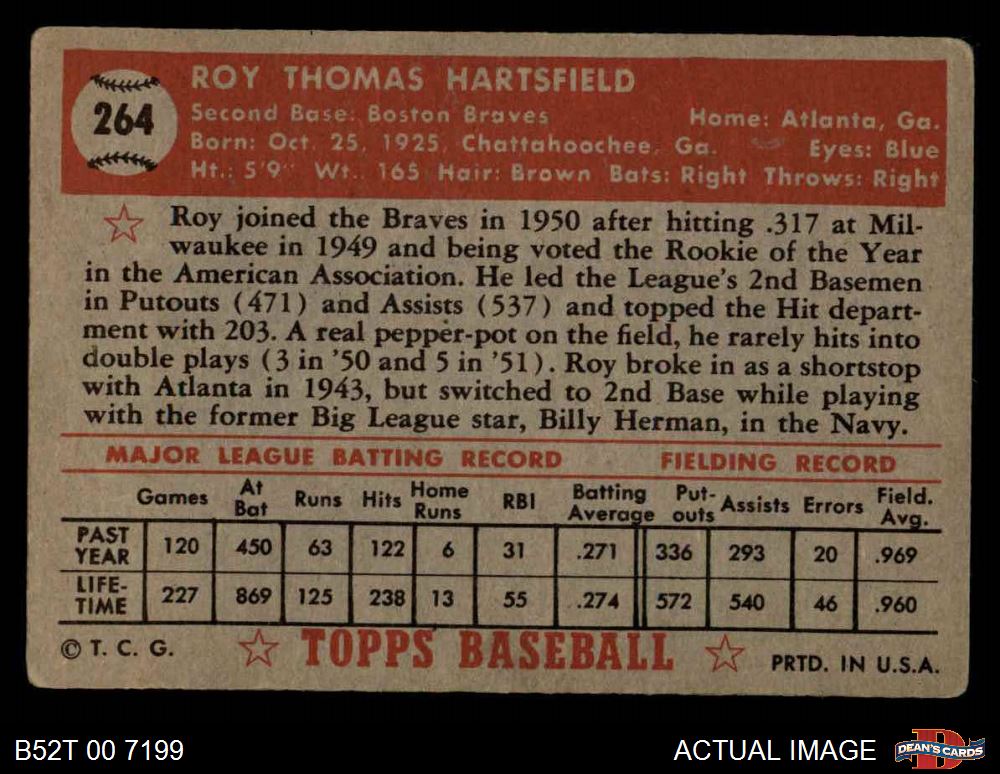 264
ROY THOMAS HARTSFIELD
Second Base: Boston Braves Home: Atlanta, Ga.
Born: Oct. 25, 1925, Chattahoochee, Ga. Eyes: Blue
Ht.: 5'9" Wt.: 165 Hair: Brown Bats: Right Throws: Right
Roy joined the Braves in 1950 after hitting .317 at Mil-
waukee in 1949 and being voted the Rookie of the Year
in the American Association. He led the League's 2nd Basemen
in Putouts (471) and Assists (537) and topped the Hit depart-
ment with 203. A real pepper-pot on the field, he rarely hits into
double plays (3 in '50 and 5 in '51). Roy broke in as a shortstop
with Atlanta in 1943, but switched to 2nd Base while playing
with the former Big League star, Billy Herman, in the Navy.
MAJOR LEAGUE BATTING RECORD FIELDING RECORD
Games At Bat Runs Hits Home Runs RBI Batting Average Put-outs Assists Errors Field. Avg.
PAST YEAR 120 450 63 122 6 31 .271 336 293 20 .969
LIFE-TIME 227 869 125 238 13 55 .274 572 540 46 .960
© T. C. G. TOPPS BASEBALL PRTD. IN U.S.A.
B52T 00 7199 ACTUAL IMAGE DEAN'S CARDS